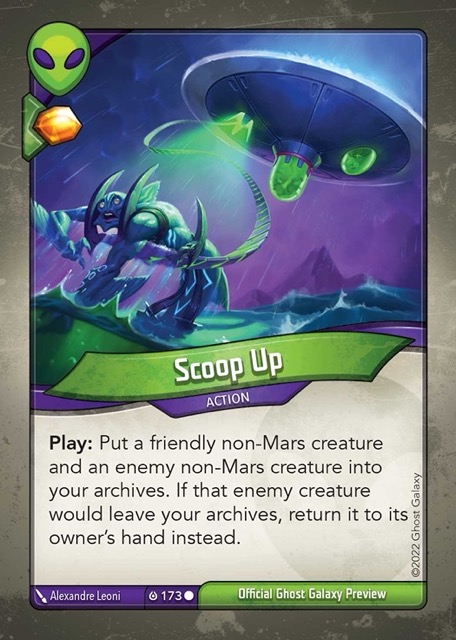 Scoop Up
ACTION
Play: Put a friendly non-Mars creature
and an enemy non-Mars creature into
your archives. If that enemy creature
would leave your archives, return it to its
owner's hand instead.
©2022 Ghost Galaxy
Alexandre Leoni
173
Official Ghost Galaxy Preview